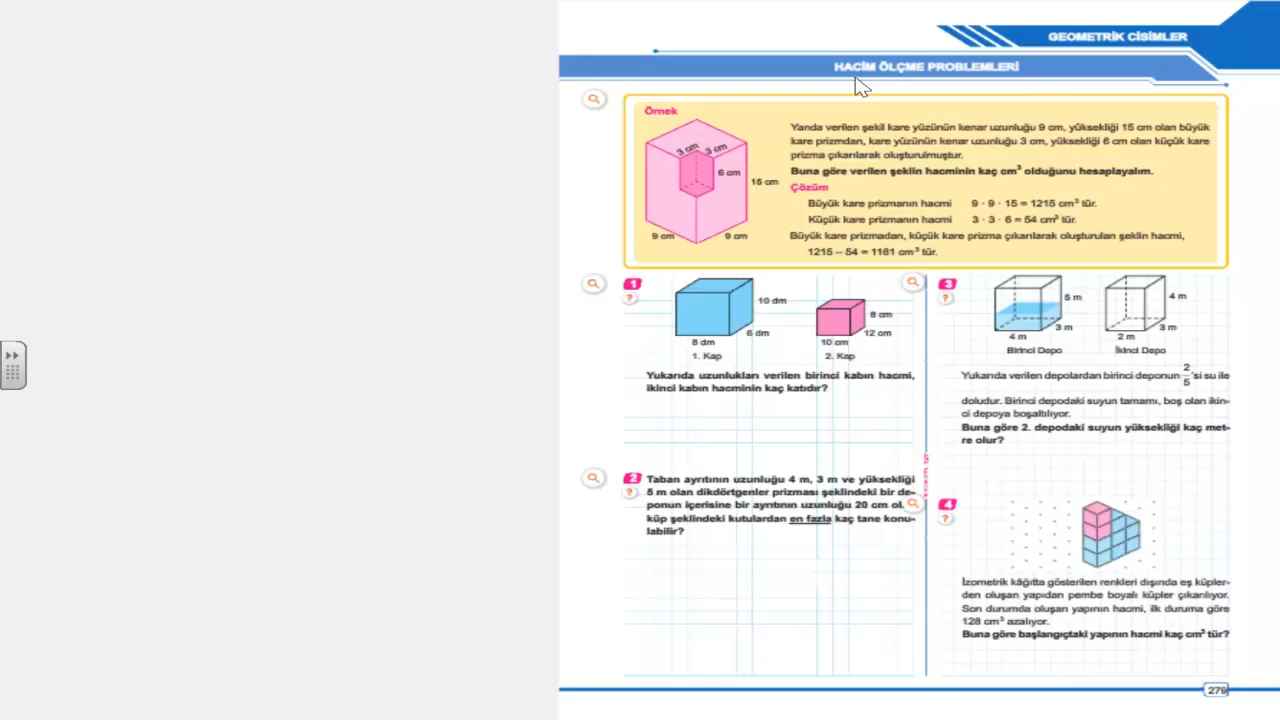 GEOMETRİK CİSİMLER
HACİM ÖLÇME PROBLEMLERİ
Örnek
3 cm 3 cm
6 cm
15 cm
9 cm 9 cm
Yanda verilen şekil kare yüzünün kenar uzunluğu 9 cm, yüksekliği 15 cm olan büyük
kare prizmdan, kare yüzünün kenar uzunluğu 3 cm, yüksekliği 6 cm olan küçük kare
prizma çıkarılarak oluşturulmuştur.
Buna göre verilen şeklin hacminin kaç cm³ olduğunu hesaplayalım.
Çözüm
Büyük kare prizmanın hacmi 9 · 9 · 15 = 1215 cm³ tür.
Küçük kare prizmanın hacmi 3 · 3 · 6 = 54 cm³ tür.
Büyük kare prizmadan, küçük kare prizma çıkarılarak oluşturulan şeklin hacmi,
1215 – 54 = 1161 cm³ tür.
1
?
10 dm
6 dm
8 dm
1. Kap
8 cm
12 cm
10 cm
2. Kap
Yukarıda uzunlukları verilen birinci kabın hacmi,
ikinci kabın hacminin kaç katıdır?
2
?
Taban ayrıtının uzunluğu 4 m, 3 m ve yüksekliği
5 m olan dikdörtgenler prizması şeklindeki bir de-
ponun içerisine bir ayrıtının uzunluğu 20 cm
küp şeklindeki kutulardan en fazla kaç tane konu-
labilir?
3
?
5 m
3 m
4 m
Birinci Depo
4 m
3 m
2 m
İkinci Depo
Yukarıda verilen depolardan birinci deponun 2/5 'si su ile
doludur. Birinci depodaki suyun tamamı, boş olan ikin-
ci depoya boşaltılıyor.
Buna göre 2. depodaki suyun yüksekliği kaç met-
re olur?
4
?
İzometrik kâğıtta gösterilen renkleri dışında eş küpler-
den oluşan yapıdan pembe boyalı küpler çıkarılıyor.
Son durumda oluşan yapının hacmi, ilk duruma göre
128 cm³ azalıyor.
Buna göre başlangıçtaki yapının hacmi kaç cm³ tür?
279